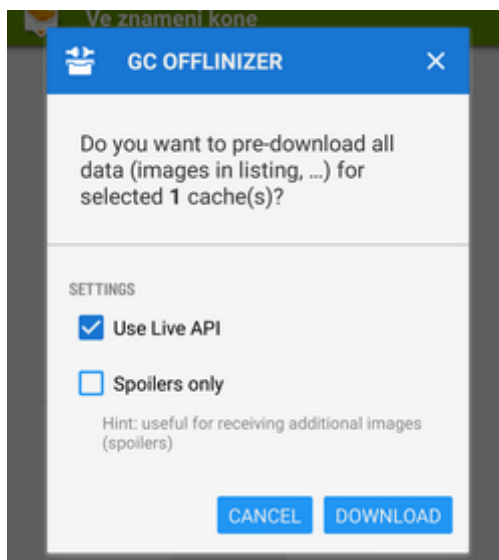 Ve znameni kone
GC OFFLINIZER
Do you want to pre-download all
data (images in listing, ...) for
selected 1 cache(s)?
SETTINGS
Use Live API
Spoilers only
Hint: useful for receiving additional images
(spoilers)
CANCEL DOWNLOAD